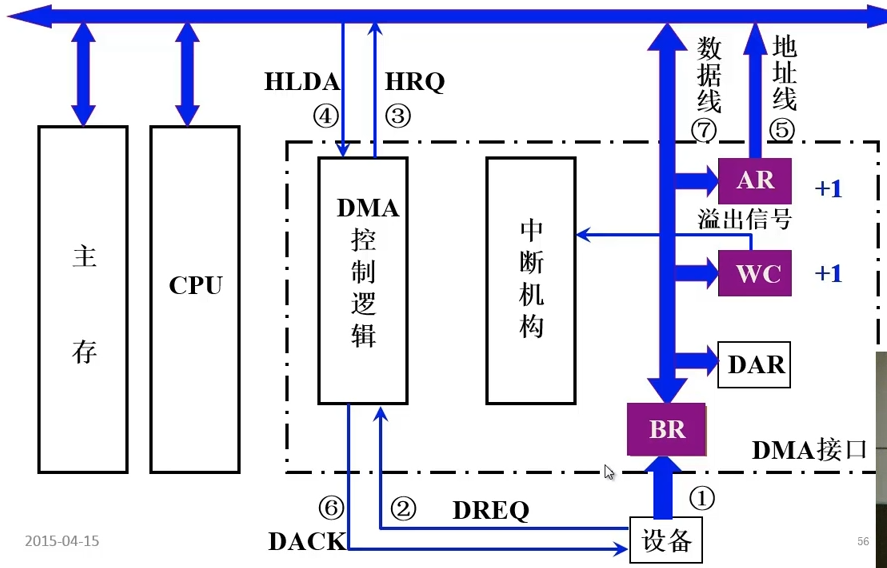 HLDA
④
HRQ
③
数据线
⑦
地址线
⑤
主存
CPU
DMA
控制逻辑
中断机构
AR
+1
溢出信号
WC
+1
DAR
BR
DMA接口
⑥
②
DREQ
①
DACK
设备
2015-04-15
56